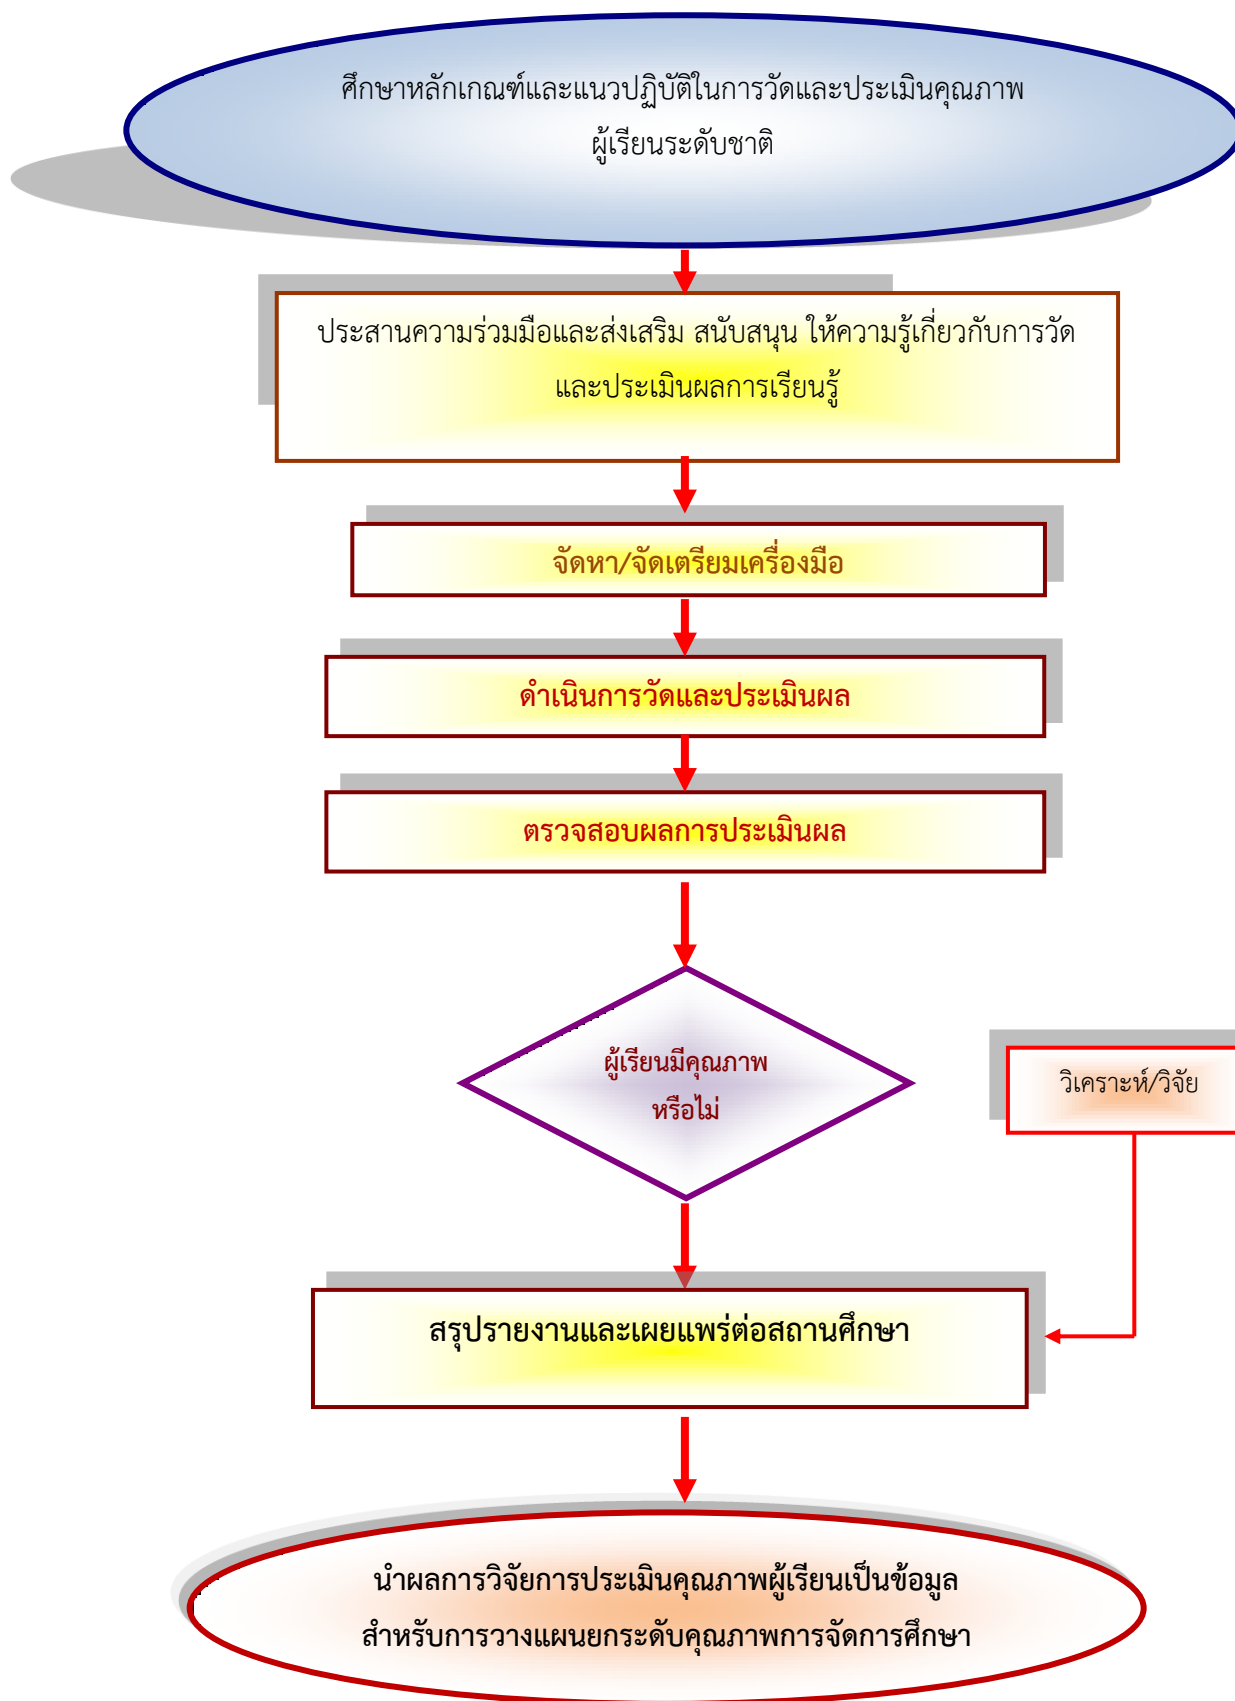 ศึกษาหลักเกณฑ์และแนวปฏิบัติในการวัดและประเมินคุณภาพ
ผู้เรียนระดับชาติ
ประสานความร่วมมือและส่งเสริม สนับสนุน ให้ความรู้เกี่ยวกับการวัด
และประเมินผลการเรียนรู้
จัดหา/จัดเตรียมเครื่องมือ
ดำเนินการวัดและประเมินผล
ตรวจสอบผลการประเมินผล
ผู้เรียนมีคุณภาพ
หรือไม่
วิเคราะห์/วิจัย
สรุปรายงานและเผยแพร่ต่อสถานศึกษา
นำผลการวิจัยการประเมินคุณภาพผู้เรียนเป็นข้อมูล
สำหรับการวางแผนยกระดับคุณภาพการจัดการศึกษา